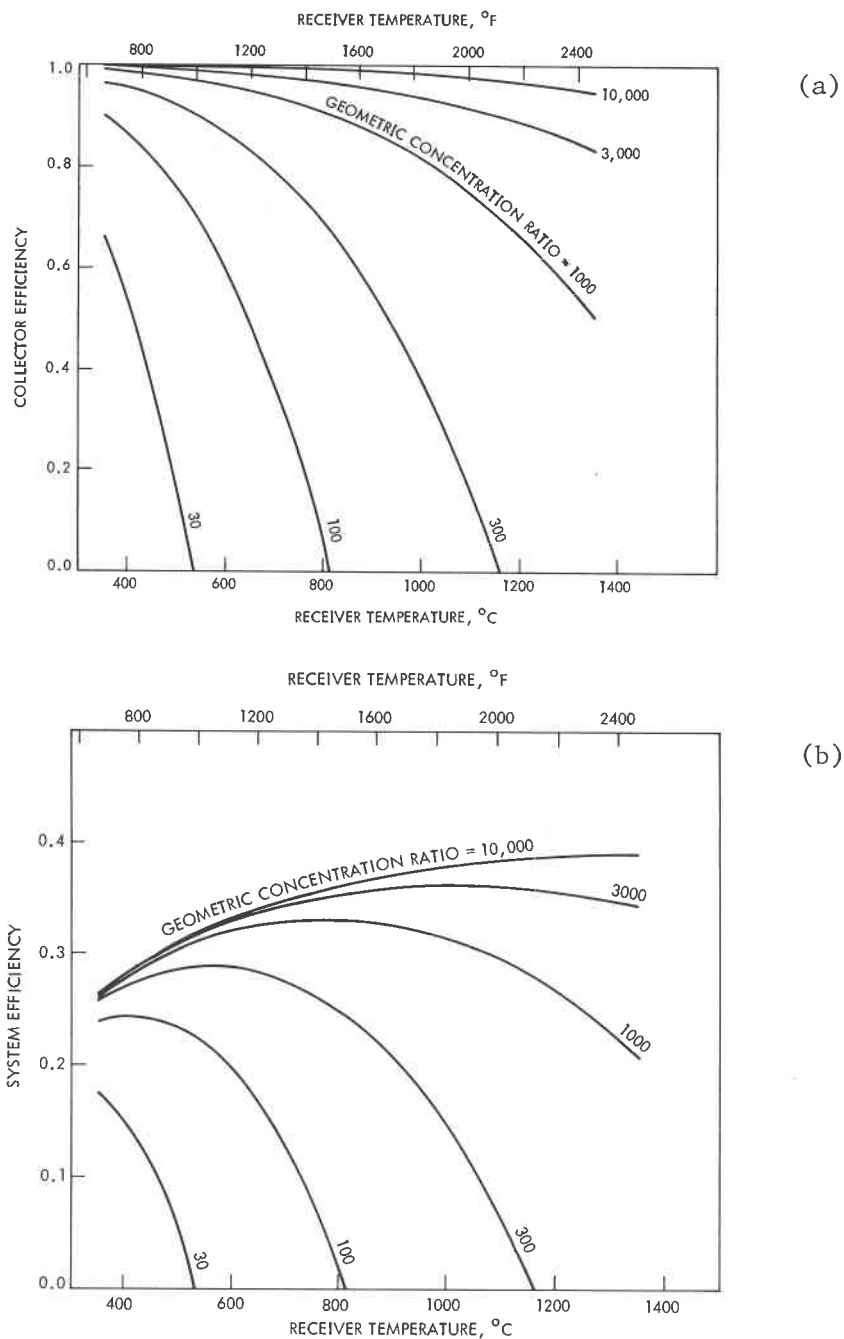 RECEIVER TEMPERATURE, °F
800 1200 1600 2000 2400
(a)
1.0
0.8
0.6
0.4
0.2
0.0
COLLECTOR EFFICIENCY
10,000
3,000
GEOMETRIC CONCENTRATION RATIO = 1000
30
100
300
400 600 800 1000 1200 1400
RECEIVER TEMPERATURE, °C
RECEIVER TEMPERATURE, °F
800 1200 1600 2000 2400
(b)
0.4
0.3
0.2
0.1
0.0
SYSTEM EFFICIENCY
GEOMETRIC CONCENTRATION RATIO = 10,000
3000
1000
30
100
300
400 600 800 1000 1200 1400
RECEIVER TEMPERATURE, °C